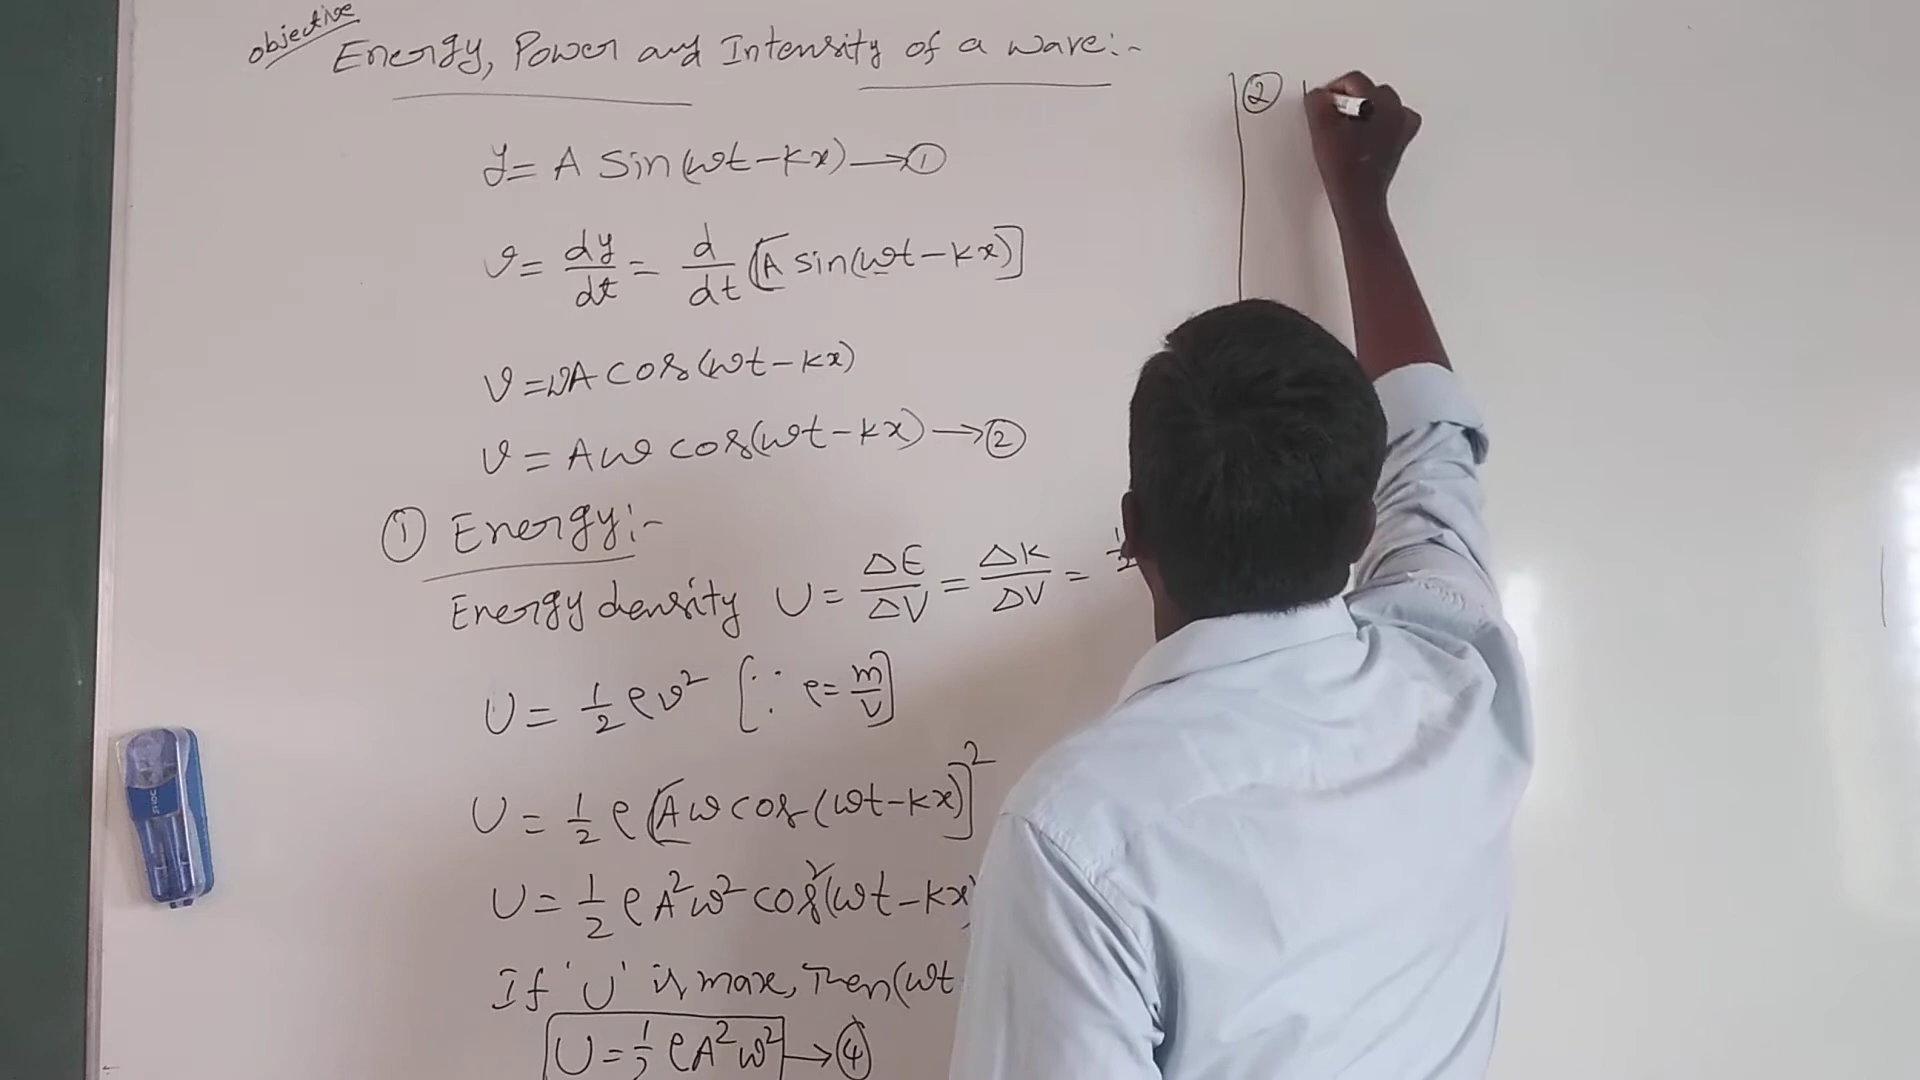 objective
Energy, Power and Intensity of a wave:-
y = A Sin(ωt-kx) → ①
v = dy/dt = d/dt [A sin(ωt-kx)]
v = ωA cos(ωt-kx)
v = Aω cos(ωt-kx) → ②
① Energy:-
Energy density U = ΔE/ΔV = ΔK/ΔV = 1/2
U = 1/2 ρv² [∵ ρ = m/v]
U = 1/2 ρ [Aω cos(ωt-kx)]²
U = 1/2 ρA²ω² cos²(ωt-kx)
If 'U' is max, Then (ωt
U = 1/2 ρA²ω² → ④
②